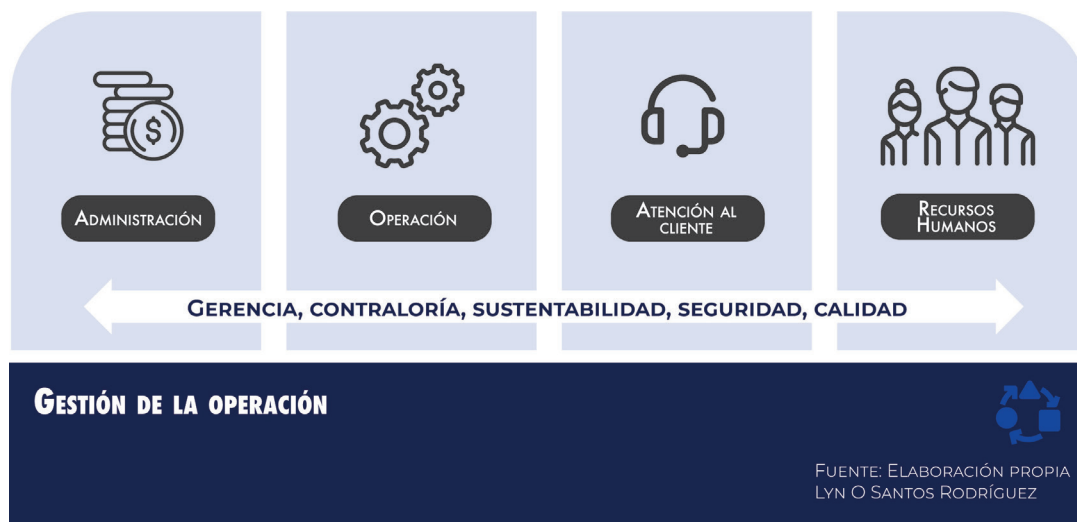 $
ADMINISTRACIÓN
OPERACIÓN
ATENCIÓN AL
CLIENTE
RECURSOS
HUMANOS
GERENCIA, CONTRALORÍA, SUSTENTABILIDAD, SEGURIDAD, CALIDAD
GESTIÓN DE LA OPERACIÓN
FUENTE: ELABORACIÓN PROPIA
LYN O SANTOS RODRÍGUEZ